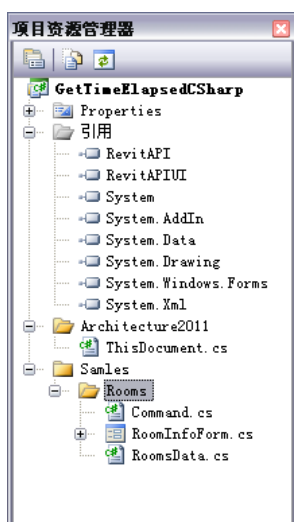 项目资源管理器
GetTimeElapsedCSharp
Properties
引用
RevitAPI
RevitAPIUI
System
System.AddIn
System.Data
System.Drawing
System.Windows.Forms
System.Xml
Architecture2011
ThisDocument.cs
Samles
Rooms
Command.cs
RoomInfoForm.cs
RoomsData.cs